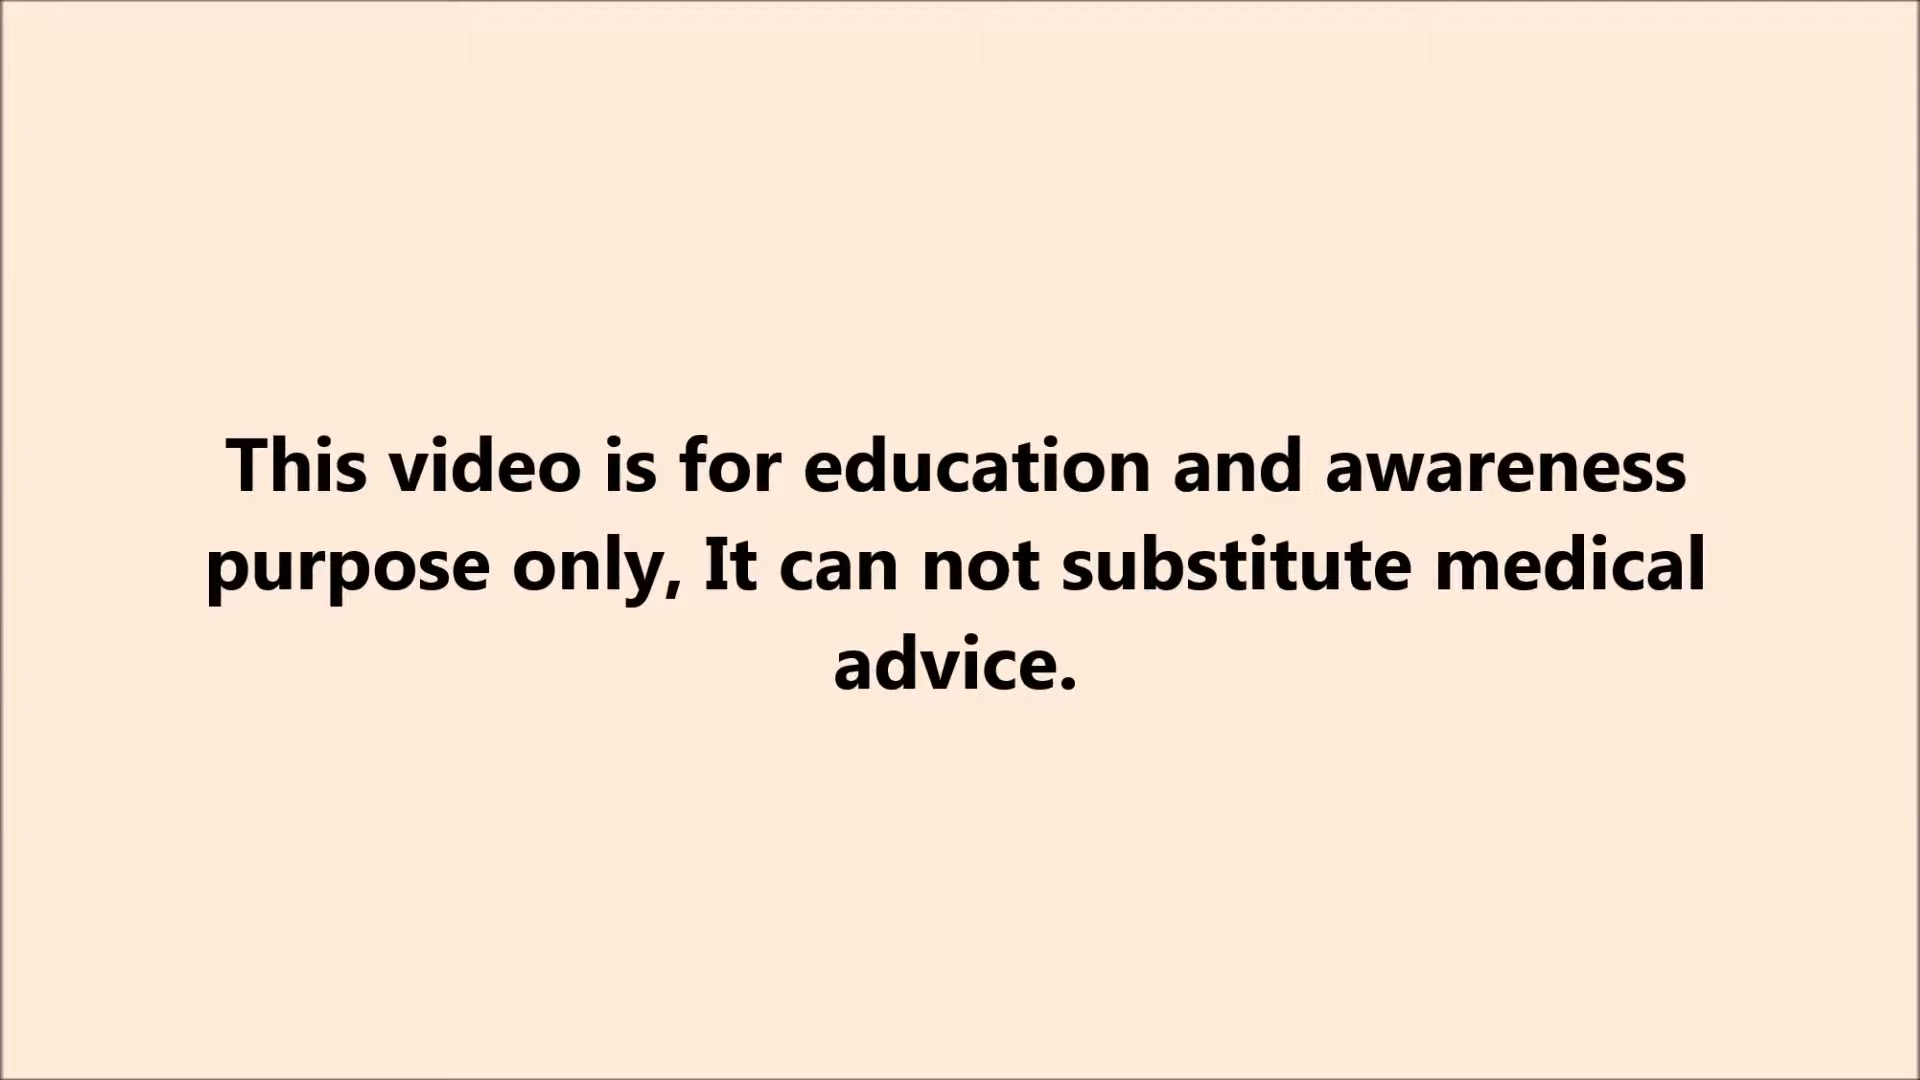 This video is for education and awareness
purpose only, It can not substitute medical
advice.